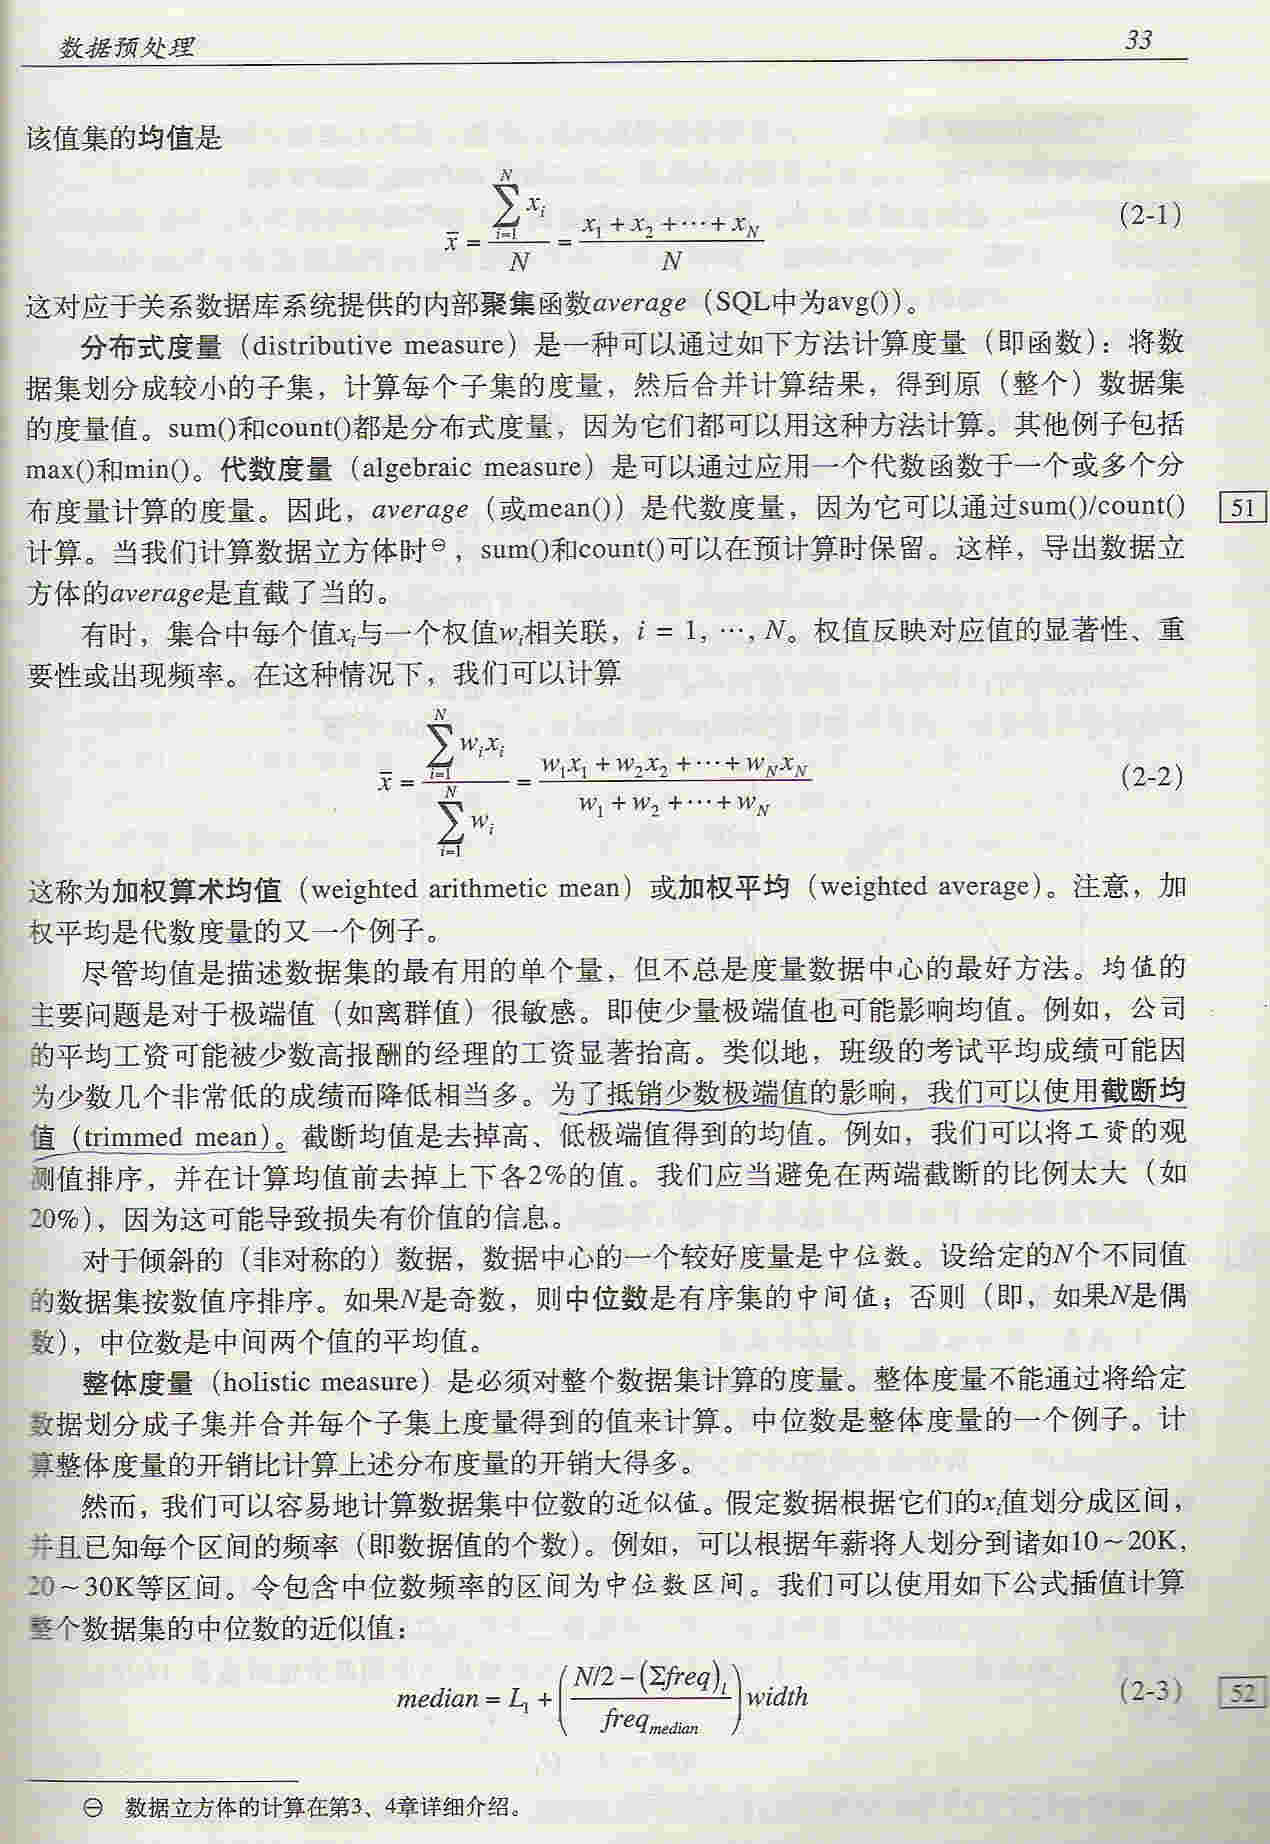 数据预处理 33
该值集的均值是
x̄ = \frac{\sum_{i=1}^{N} x_i}{N} = \frac{x_1 + x_2 + ⋯ + x_N}{N} (2-1)
这对应于关系数据库系统提供的内部聚集函数average（SQL中为avg()）。
分布式度量（distributive measure）是一种可以通过如下方法计算度量（即函数）：将数
据集划分成较小的子集，计算每个子集的度量，然后合并计算结果，得到原（整个）数据集
的度量值。sum()和count()都是分布式度量，因为它们都可以用这种方法计算。其他例子包括
max()和min()。代数度量（algebraic measure）是可以通过应用一个代数函数于一个或多个分
布度量计算的度量。因此，average（或mean()）是代数度量，因为它可以通过sum()/count() 51
计算。当我们计算数据立方体时㊀，sum()和count()可以在预计算时保留。这样，导出数据立
方体的average是直截了当的。
有时，集合中每个值x_i与一个权值w_i相关联，i = 1, ⋯, N。权值反映对应值的显著性、重
要性或出现频率。在这种情况下，我们可以计算
x̄ = \frac{\sum_{i=1}^{N} w_i x_i}{\sum_{i=1}^{N} w_i} = \frac{w_1x_1 + w_2x_2 + ⋯ + w_Nx_N}{w_1 + w_2 + ⋯ + w_N} (2-2)
这称为加权算术均值（weighted arithmetic mean）或加权平均（weighted average）。注意，加
权平均是代数度量的又一个例子。
尽管均值是描述数据集的最有用的单个量，但不总是度量数据中心的最好方法。均值的
主要问题是对于极端值（如离群值）很敏感。即使少量极端值也可能影响均值。例如，公司
的平均工资可能被少数高报酬的经理的工资显著抬高。类似地，班级的考试平均成绩可能因
为少数几个非常低的成绩而降低相当多。为了抵销少数极端值的影响，我们可以使用截断均
值（trimmed mean）。截断均值是去掉高、低极端值得到的均值。例如，我们可以将工资的观
测值排序，并在计算均值前去掉上下各2%的值。我们应当避免在两端截断的比例太大（如
20%），因为这可能导致损失有价值的信息。
对于倾斜的（非对称的）数据，数据中心的一个较好度量是中位数。设给定的N个不同值
的数据集按数值序排序。如果N是奇数，则中位数是有序集的中间值；否则（即，如果N是偶
数），中位数是中间两个值的平均值。
整体度量（holistic measure）是必须对整个数据集计算的度量。整体度量不能通过将给定
数据划分成子集并合并每个子集上度量得到的值来计算。中位数是整体度量的一个例子。计
算整体度量的开销比计算上述分布度量的开销大得多。
然而，我们可以容易地计算数据集中位数的近似值。假定数据根据它们的x_i值划分成区间，
并且已知每个区间的频率（即数据值的个数）。例如，可以根据年薪将人划分到诸如10～20K，
20～30K等区间。令包含中位数频率的区间为中位数区间。我们可以使用如下公式插值计算
整个数据集的中位数的近似值：
median = L_1 + \left(\frac{N/2 − (Σfreq)_l}{freq_{median}}\right) width (2-3) 52
㊀ 数据立方体的计算在第3、4章详细介绍。